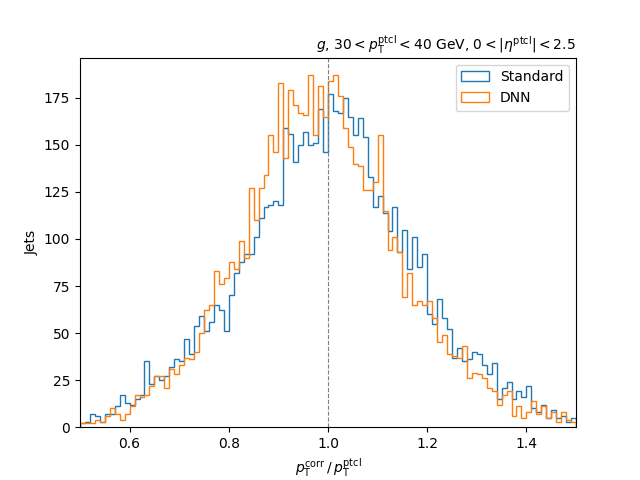 g, 30 < p_T^ptcl < 40 GeV, 0 < |η^ptcl| < 2.5
Standard
DNN
Jets
175
150
125
100
75
50
25
0
0.6 0.8 1.0 1.2 1.4
p_T^corr / p_T^ptcl